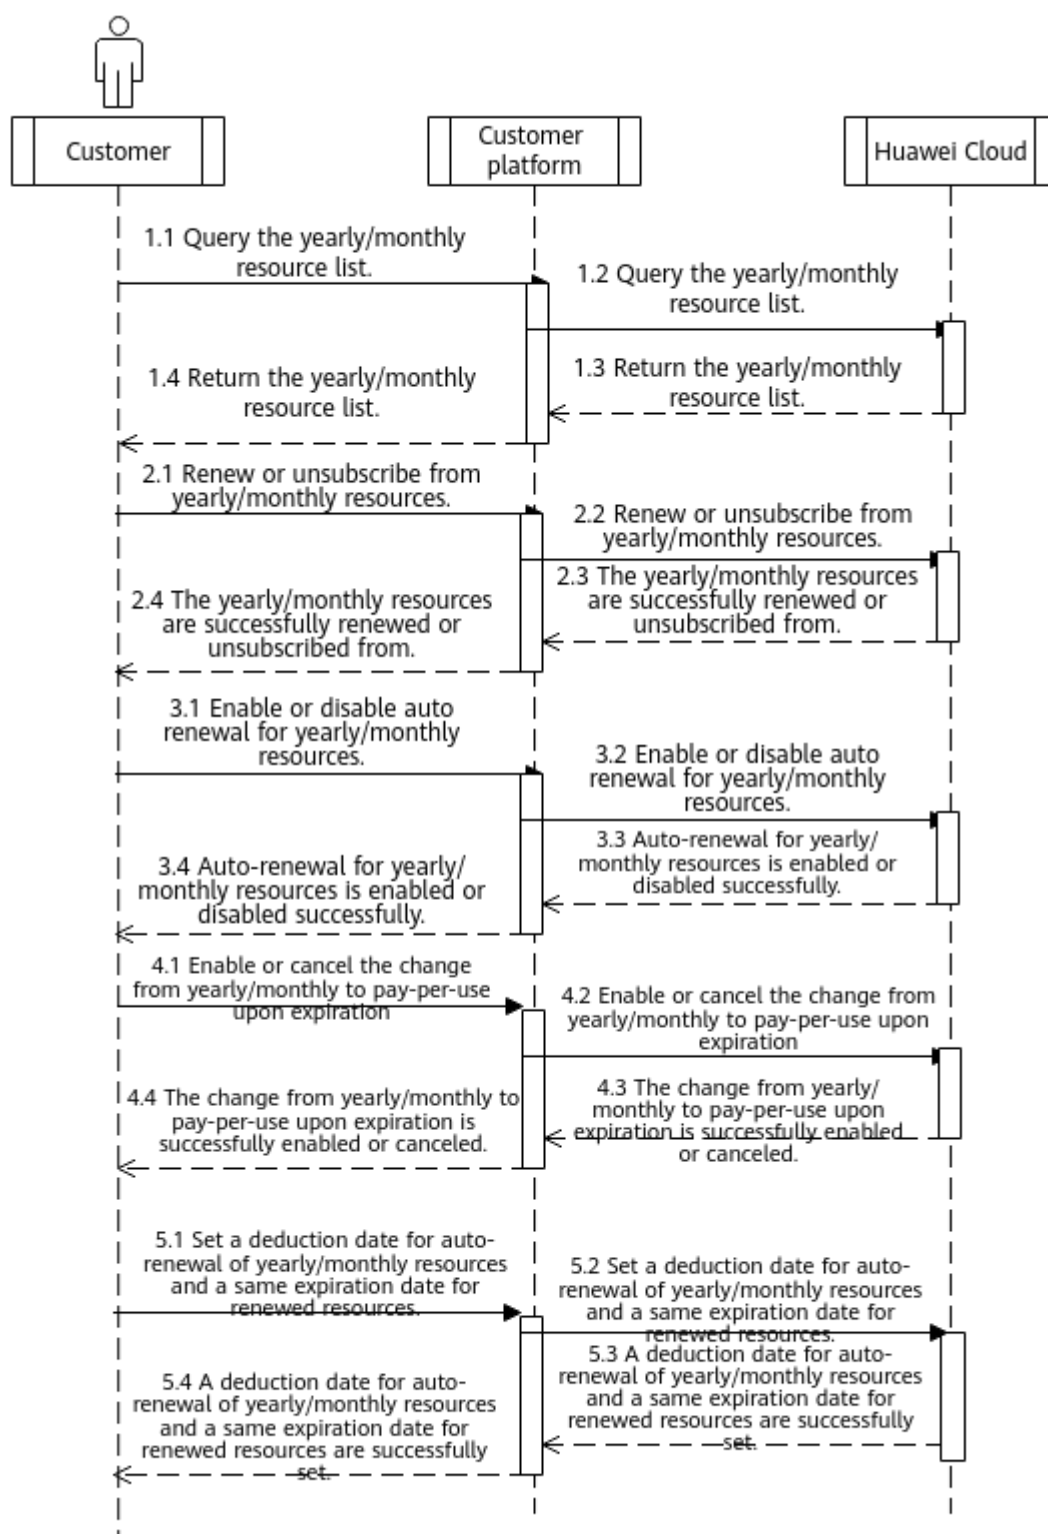 Customer
Customer
platform
Huawei Cloud
1.1 Query the yearly/monthly
resource list.
1.2 Query the yearly/monthly
resource list.
1.3 Return the yearly/monthly
resource list.
1.4 Return the yearly/monthly
resource list.
2.1 Renew or unsubscribe from
yearly/monthly resources.
2.2 Renew or unsubscribe from
yearly/monthly resources.
2.3 The yearly/monthly resources
are successfully renewed or
unsubscribed from.
2.4 The yearly/monthly resources
are successfully renewed or
unsubscribed from.
3.1 Enable or disable auto
renewal for yearly/monthly
resources.
3.2 Enable or disable auto
renewal for yearly/monthly
resources.
3.3 Auto-renewal for yearly/
monthly resources is enabled or
disabled successfully.
3.4 Auto-renewal for yearly/
monthly resources is enabled or
disabled successfully.
4.1 Enable or cancel the change
from yearly/monthly to pay-per-use
upon expiration
4.2 Enable or cancel the change from
yearly/monthly to pay-per-use upon
expiration
4.3 The change from yearly/
monthly to pay-per-use upon
expiration is successfully enabled
or canceled.
4.4 The change from yearly/monthly to
pay-per-use upon expiration is
successfully enabled or canceled.
5.1 Set a deduction date for auto-
renewal of yearly/monthly resources
and a same expiration date for
renewed resources.
5.2 Set a deduction date for auto-
renewal of yearly/monthly resources
and a same expiration date for
renewed resources.
5.3 A deduction date for auto-
renewal of yearly/monthly resources
and a same expiration date for
renewed resources are successfully
set.
5.4 A deduction date for auto-
renewal of yearly/monthly resources
and a same expiration date for
renewed resources are successfully
set.